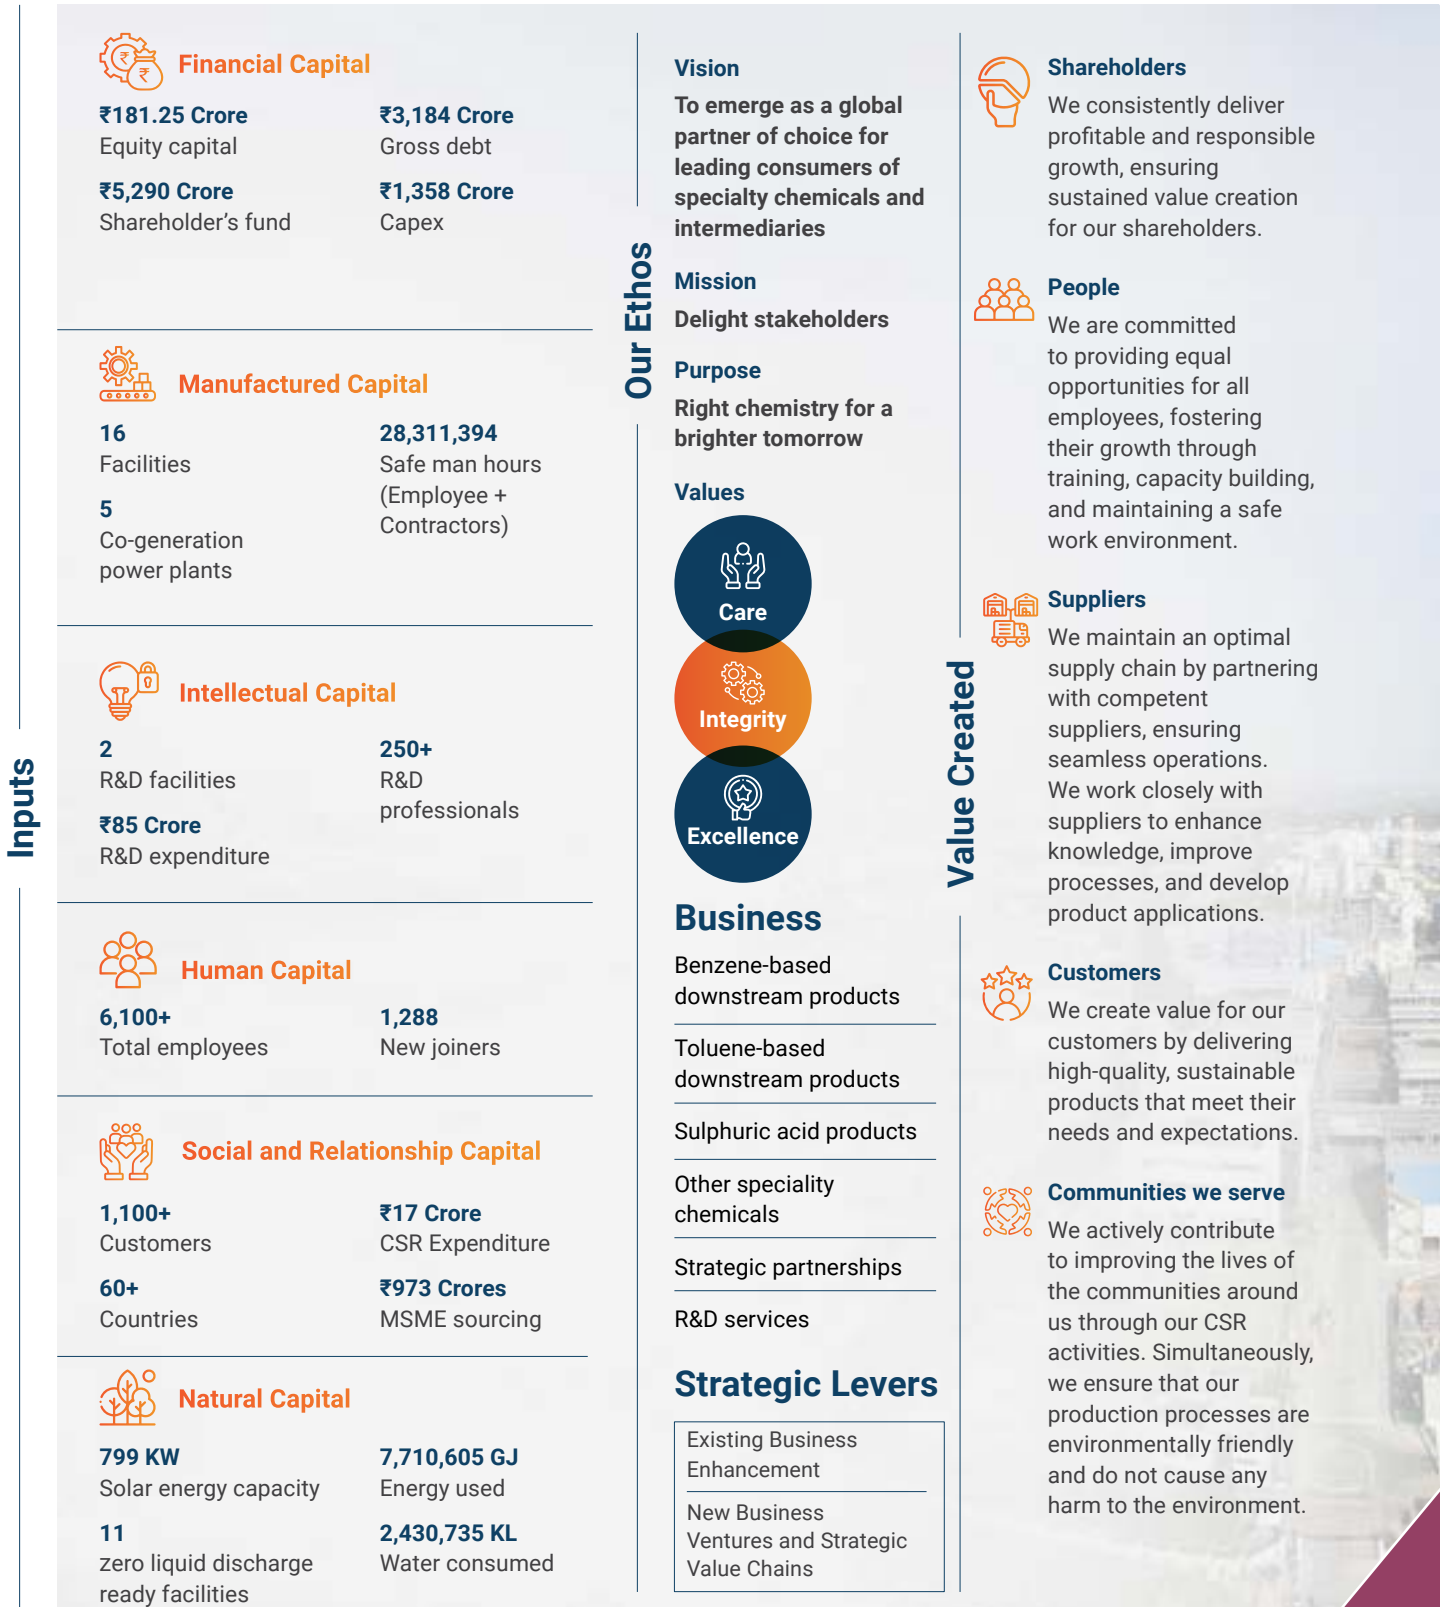 Inputs
Financial Capital
₹181.25 Crore
Equity capital
₹3,184 Crore
Gross debt
₹5,290 Crore
Shareholder's fund
₹1,358 Crore
Capex
Manufactured Capital
16
Facilities
28,311,394
Safe man hours
(Employee +
Contractors)
5
Co-generation
power plants
Intellectual Capital
2
R&D facilities
250+
R&D
professionals
₹85 Crore
R&D expenditure
Human Capital
6,100+
Total employees
1,288
New joiners
Social and Relationship Capital
1,100+
Customers
₹17 Crore
CSR Expenditure
60+
Countries
₹973 Crores
MSME sourcing
Natural Capital
799 KW
Solar energy capacity
7,710,605 GJ
Energy used
11
zero liquid discharge
ready facilities
2,430,735 KL
Water consumed
Our Ethos
Vision
To emerge as a global
partner of choice for
leading consumers of
specialty chemicals and
intermediaries
Mission
Delight stakeholders
Purpose
Right chemistry for a
brighter tomorrow
Values
Care
Integrity
Excellence
Business
Benzene-based
downstream products
Toluene-based
downstream products
Sulphuric acid products
Other speciality
chemicals
Strategic partnerships
R&D services
Strategic Levers
Existing Business
Enhancement
New Business
Ventures and Strategic
Value Chains
Value Created
Shareholders
We consistently deliver
profitable and responsible
growth, ensuring
sustained value creation
for our shareholders.
People
We are committed
to providing equal
opportunities for all
employees, fostering
their growth through
training, capacity building,
and maintaining a safe
work environment.
Suppliers
We maintain an optimal
supply chain by partnering
with competent
suppliers, ensuring
seamless operations.
We work closely with
suppliers to enhance
knowledge, improve
processes, and develop
product applications.
Customers
We create value for our
customers by delivering
high-quality, sustainable
products that meet their
needs and expectations.
Communities we serve
We actively contribute
to improving the lives of
the communities around
us through our CSR
activities. Simultaneously,
we ensure that our
production processes are
environmentally friendly
and do not cause any
harm to the environment.